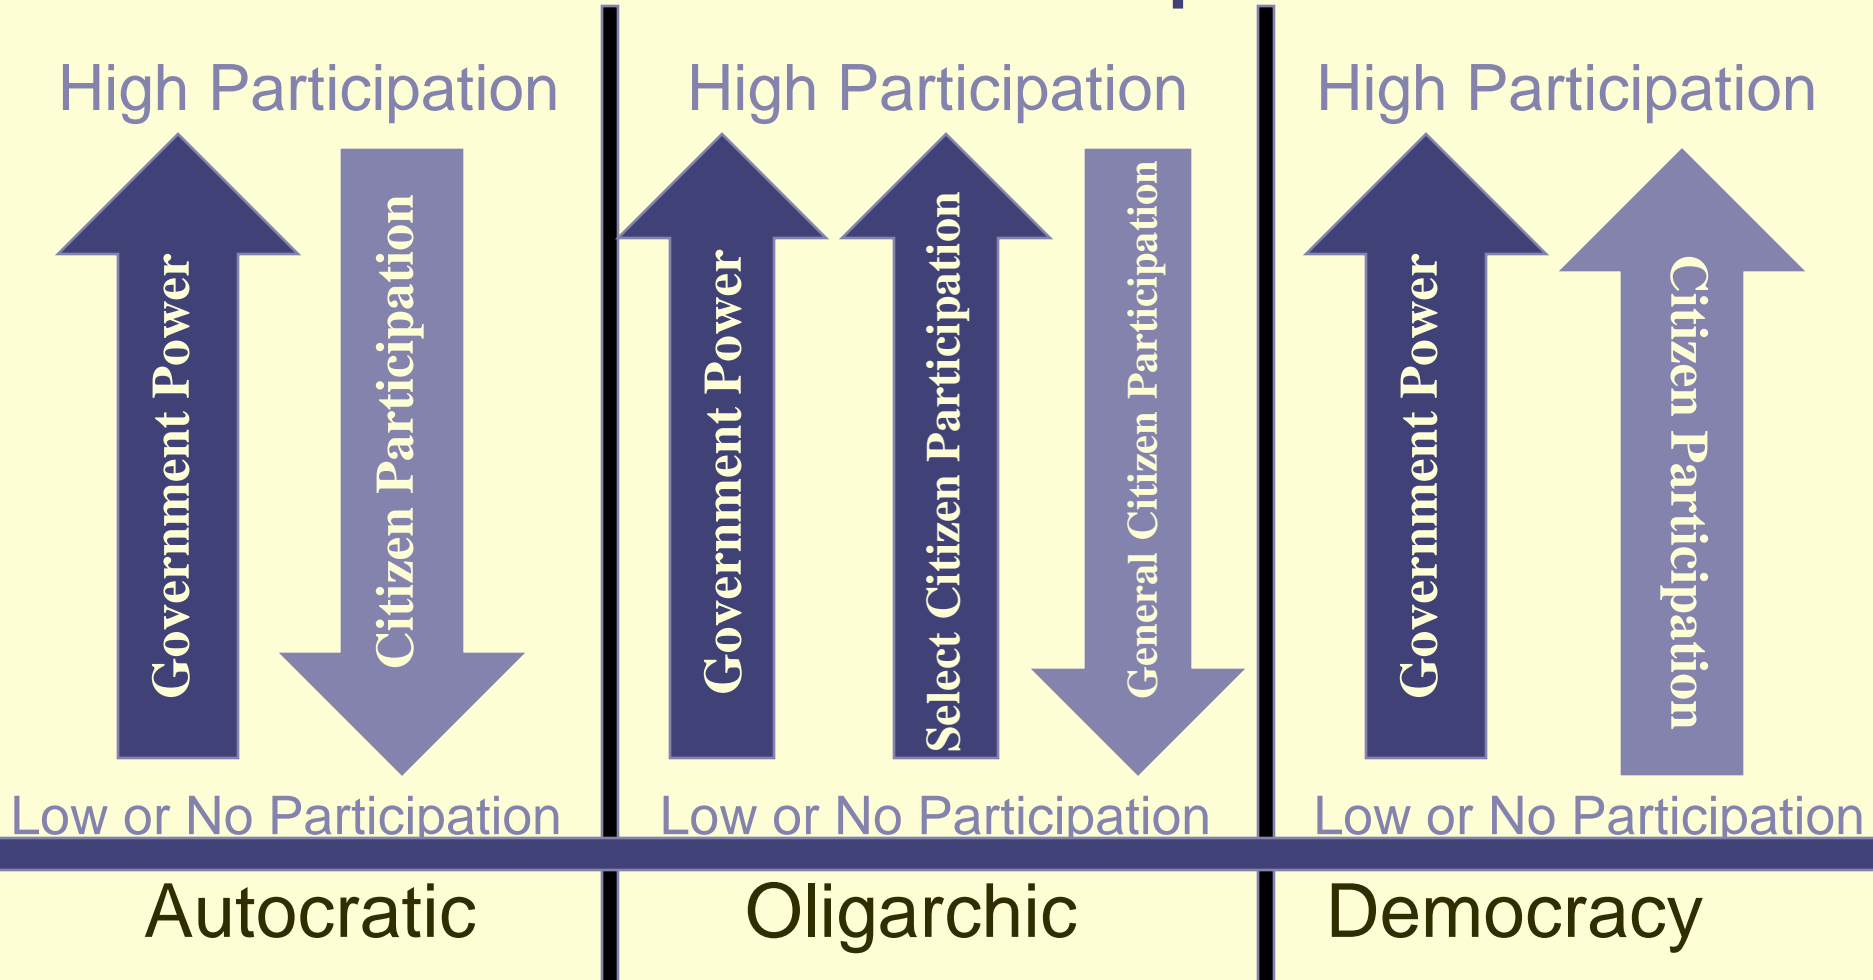 High Participation
Government Power
Citizen Participation
Low or No Participation
Autocratic
High Participation
Government Power
Select Citizen Participation
General Citizen Participation
Low or No Participation
Oligarchic
High Participation
Government Power
Citizen Participation
Low or No Participation
Democracy